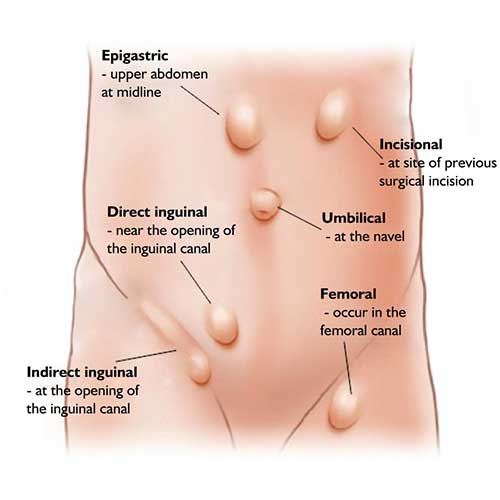 Epigastric
- upper abdomen
at midline
Incisional
- at site of previous
surgical incision
Direct inguinal
- near the opening of
the inguinal canal
Umbilical
- at the navel
Femoral
- occur in the
femoral canal
Indirect inguinal
- at the opening of
the inguinal canal